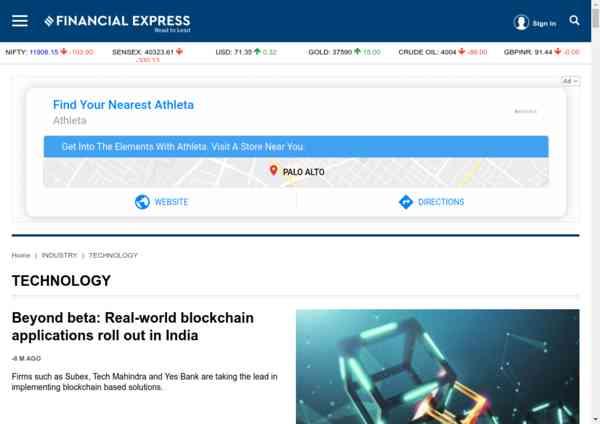 FINANCIAL EXPRESS
Read to Lead
Sign in
NIFTY: 11908.15 -103.90
SENSEX: 40323.61
-330.13
USD: 71.35 0.32
GOLD: 37590 15.00
CRUDE OIL: 4004 -86.00
GBPINR: 91.44 -0.00
Ad
Find Your Nearest Athleta
Athleta
Get Into The Elements With Athleta. Visit A Store Near You.
PALO ALTO
WEBSITE
DIRECTIONS
Home | INDUSTRY | TECHNOLOGY
TECHNOLOGY
Beyond beta: Real-world blockchain
applications roll out in India
-8 M AGO
Firms such as Subex, Tech Mahindra and Yes Bank are taking the lead in
implementing blockchain based solutions.